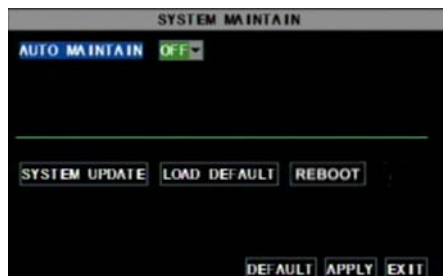 SYSTEM MAINTAIN
AUTO MAINTAIN OFF
SYSTEM UPDATE LOAD DEFAULT REBOOT
DEFAULT APPLY EXIT